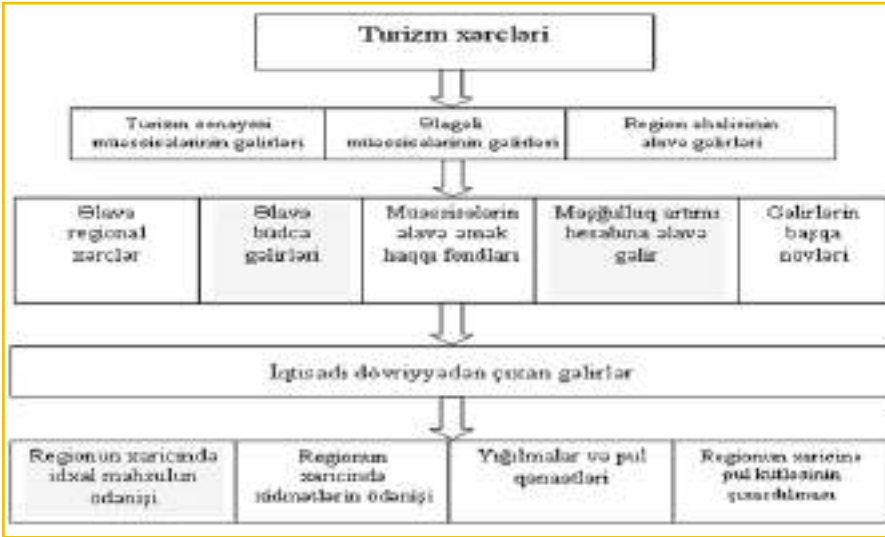 Turizm xərcləri
Turizm sənayesi
müəssisələrinin gəlirləri
Əlaqəli
müəssisələrinin gəlirləri
Region əhalisinin
əlavə gəlirləri
Əlavə
regional
xərclər
Əlavə
büdcə
gəlirləri
Müəssisələrin
əlavə əmək
haqqı fondları
Məşğulluq artımı
hesabına əlavə
gəlir
Gəlirlərin
başqa
növləri
İqtisadi dövriyyədən çıxan gəlirlər
Regionun xaricində
idxal məhsulun
ödənişi
Regionun
xaricində
xidmətlərin ödənişi
Yığılmalar və pul
qənaətləri
Regionun xaricinə
pul kütləsinin
çıxardılması